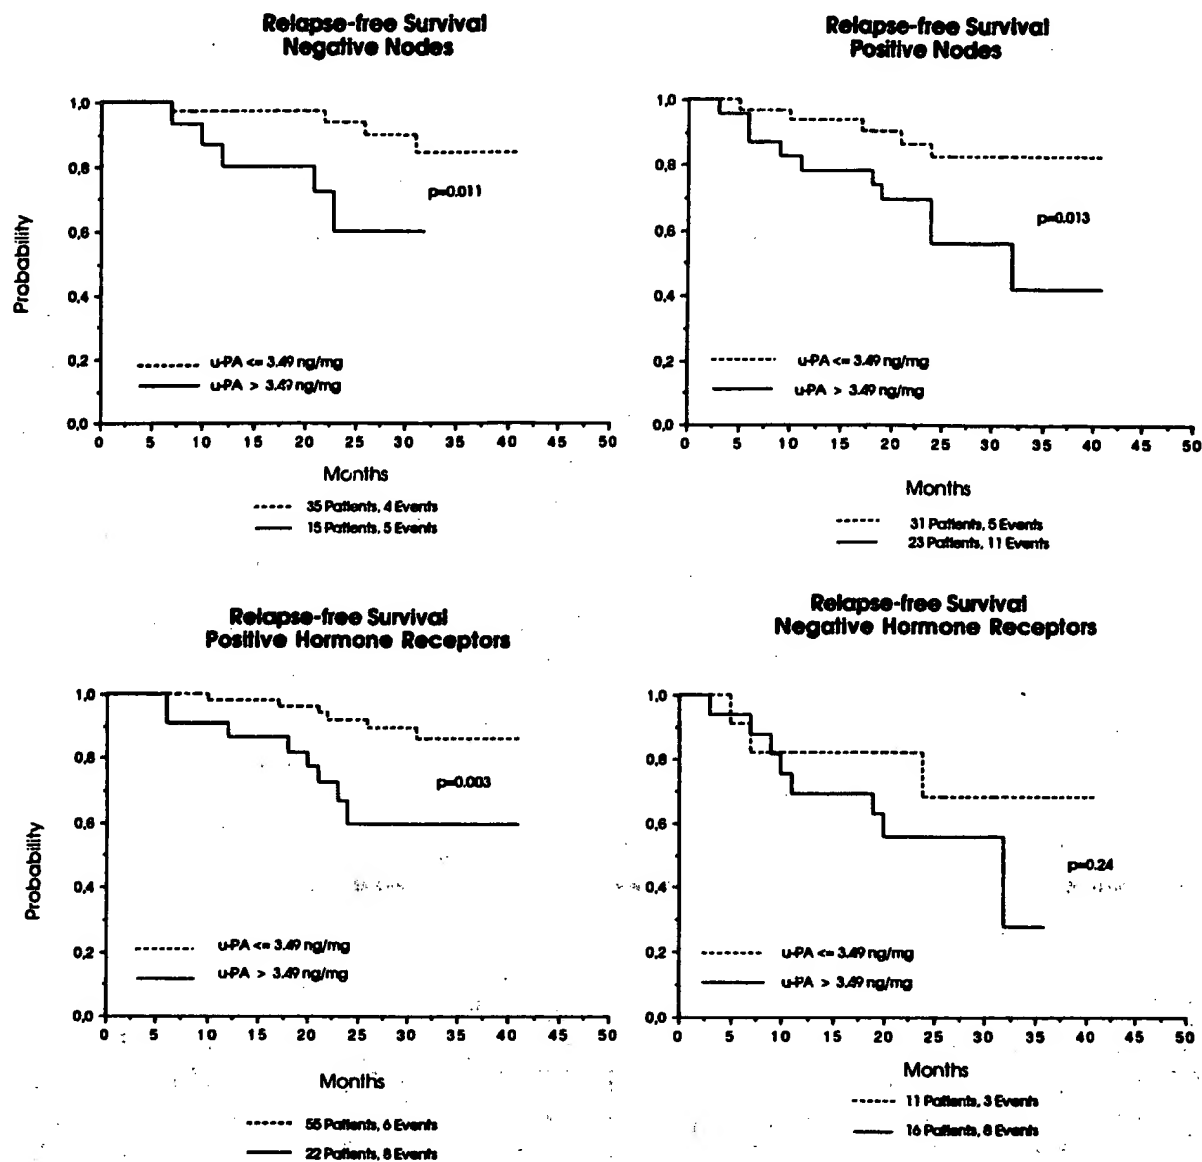 Relapse-free Survival
Negative Nodes
Probability
1,0
0,8
0,6
0,4
0,2
0,0
p=0.011
u-PA <= 3.49 ng/mg
u-PA > 3.49 ng/mg
0 5 10 15 20 25 30 35 40 45 50
Months
35 Patients, 4 Events
15 Patients, 5 Events
Relapse-free Survival
Positive Nodes
1,0
0,8
0,6
0,4
0,2
0,0
p=0.013
u-PA <= 3.49 ng/mg
u-PA > 3.49 ng/mg
0 5 10 15 20 25 30 35 40 45 50
Months
31 Patients, 5 Events
23 Patients, 11 Events
Relapse-free Survival
Positive Hormone Receptors
Probability
1,0
0,8
0,6
0,4
0,2
0,0
p=0.003
u-PA <= 3.49 ng/mg
u-PA > 3.49 ng/mg
0 5 10 15 20 25 30 35 40 45 50
Months
55 Patients, 6 Events
22 Patients, 8 Events
Relapse-free Survival
Negative Hormone Receptors
1,0
0,8
0,6
0,4
0,2
0,0
p=0.24
u-PA <= 3.49 ng/mg
u-PA > 3.49 ng/mg
0 5 10 15 20 25 30 35 40 45 50
Months
11 Patients, 3 Events
16 Patients, 8 Events